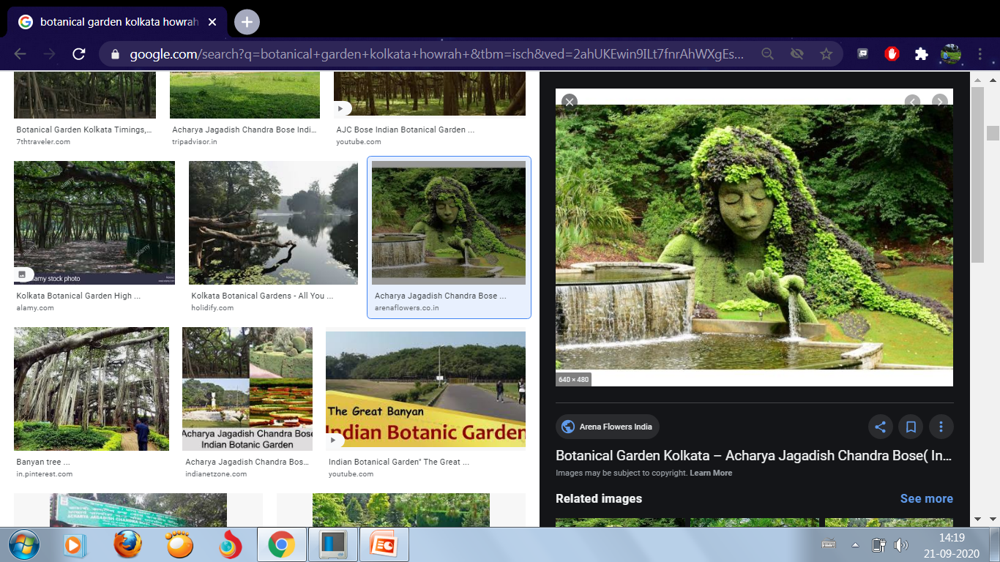 botanical garden kolkata howrah
google.com/search?q=botanical+garden+kolkata+howrah+&tbm=isch&ved=2ahUKEwin9ILt7fnrAhWXgEs...
Botanical Garden Kolkata Timings,...
7thtraveler.com
Acharya Jagadish Chandra Bose Indi...
tripadvisor.in
AJC Bose Indian Botanical Garden ...
youtube.com
alamy
alamy
alamy stock photo
Kolkata Botanical Garden High ...
alamy.com
Kolkata Botanical Gardens - All You ...
holidify.com
Acharya Jagadish Chandra Bose ...
arenaflowers.co.in
Banyan tree ...
in.pinterest.com
Acharya Jagadish Chandra Bose
Indian Botanic Garden
Acharya Jagadish Chandra Bos...
indianetzone.com
The Great Banyan
Indian Botanic Garden
Indian Botanical Garden" The Great ...
youtube.com
ACHARYA JAGADISH CHANDRA
640 × 480
Arena Flowers India
Botanical Garden Kolkata – Acharya Jagadish Chandra Bose( In...
Images may be subject to copyright. Learn More
Related images
See more
14:19
21-09-2020